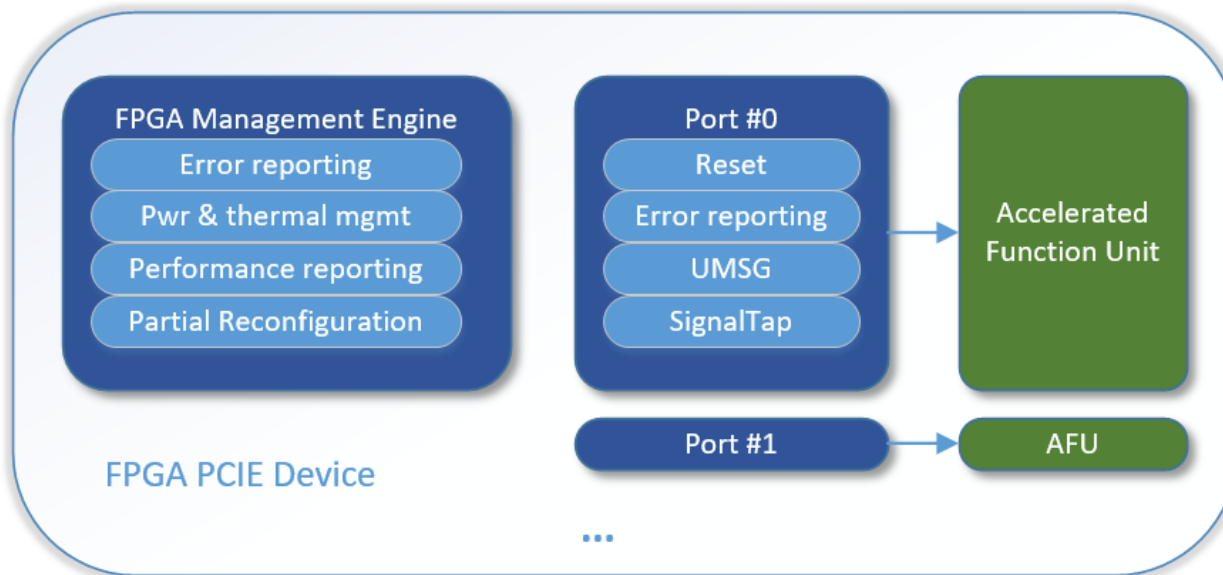 FPGA Management Engine
Error reporting
Pwr & thermal mgmt
Performance reporting
Partial Reconfiguration
Port #0
Reset
Error reporting
UMSG
SignalTap
Accelerated
Function Unit
Port #1
AFU
FPGA PCIE Device
...